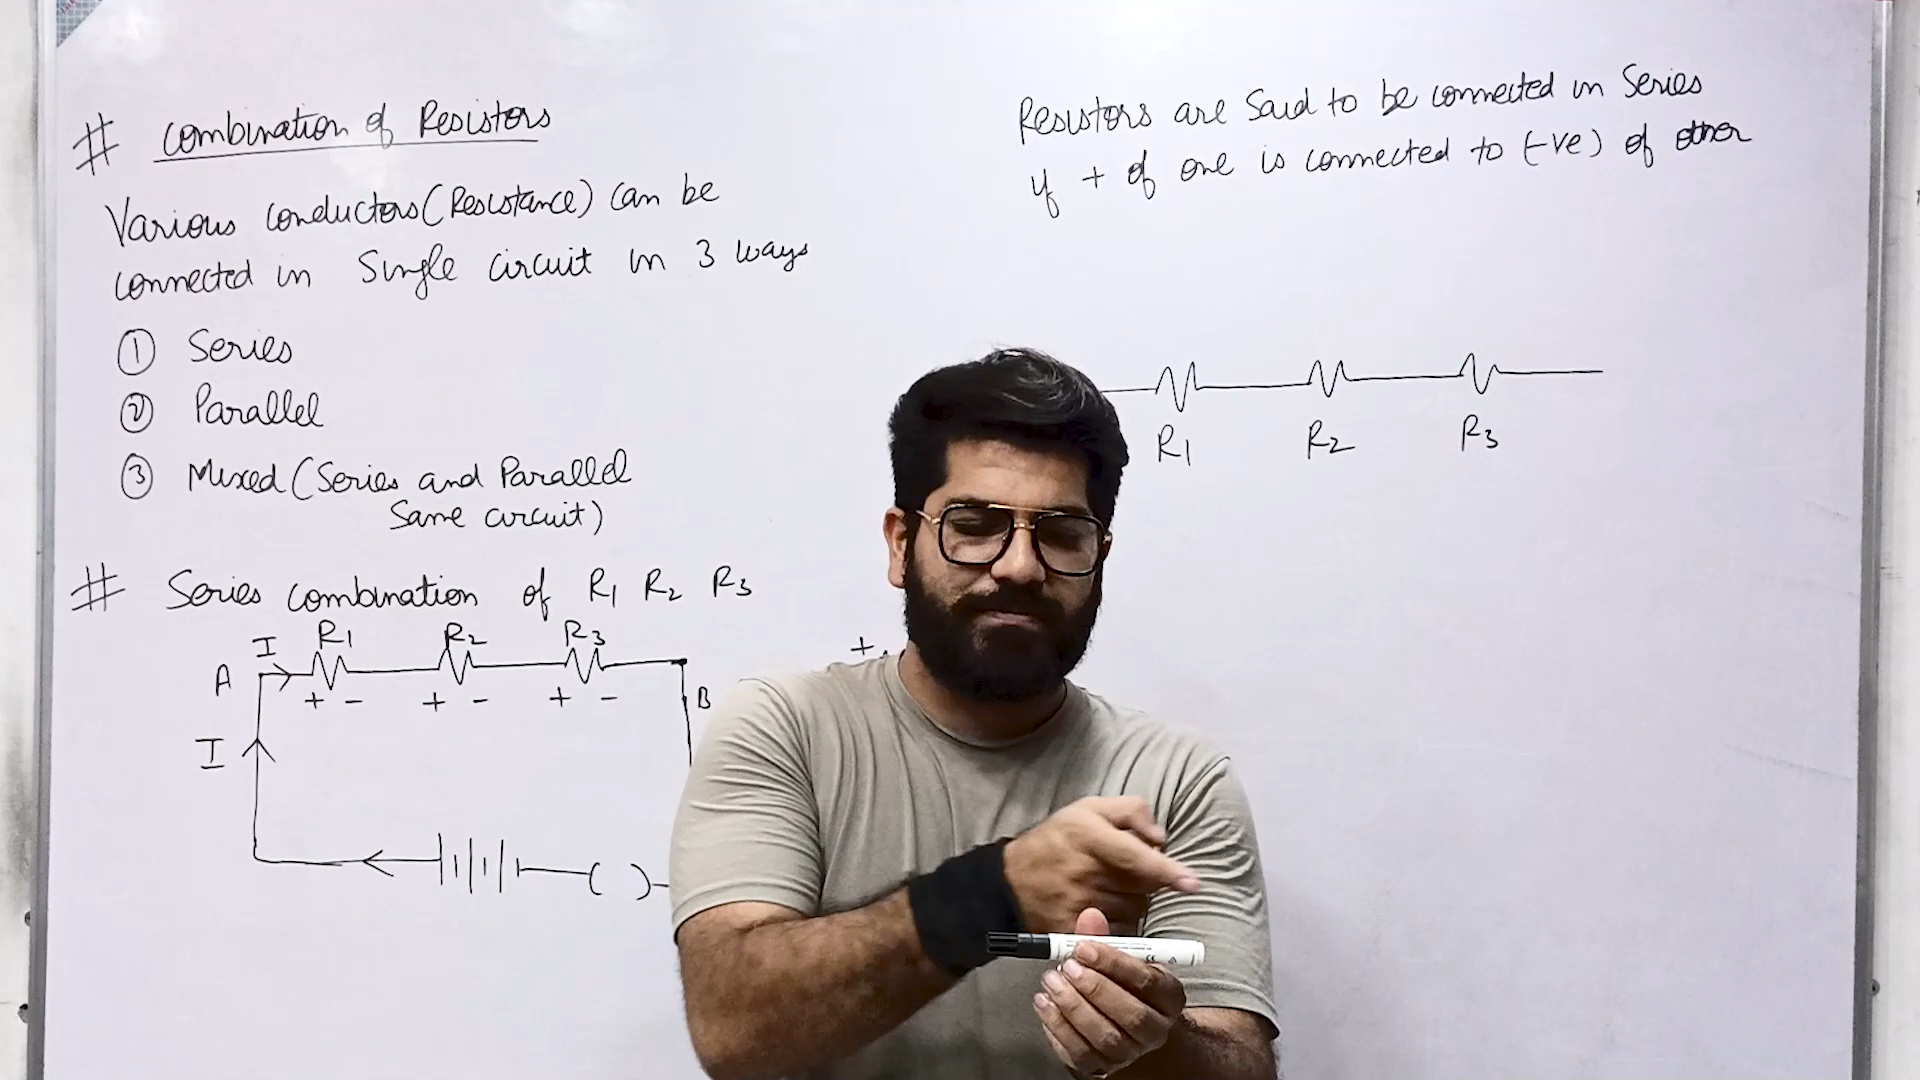 # Combination of Resistors
Various conductors (Resistance) can be
connected in Single circuit in 3 ways
① Series
② Parallel
③ Mixed (Series and Parallel
Same circuit)
# Series combination of R1 R2 R3
I R1 R2 R3
A + - + - + - B
I
( )
Resistors are Said to be connected in Series
if + of one is connected to (-ve) of other
R1 R2 R3
+